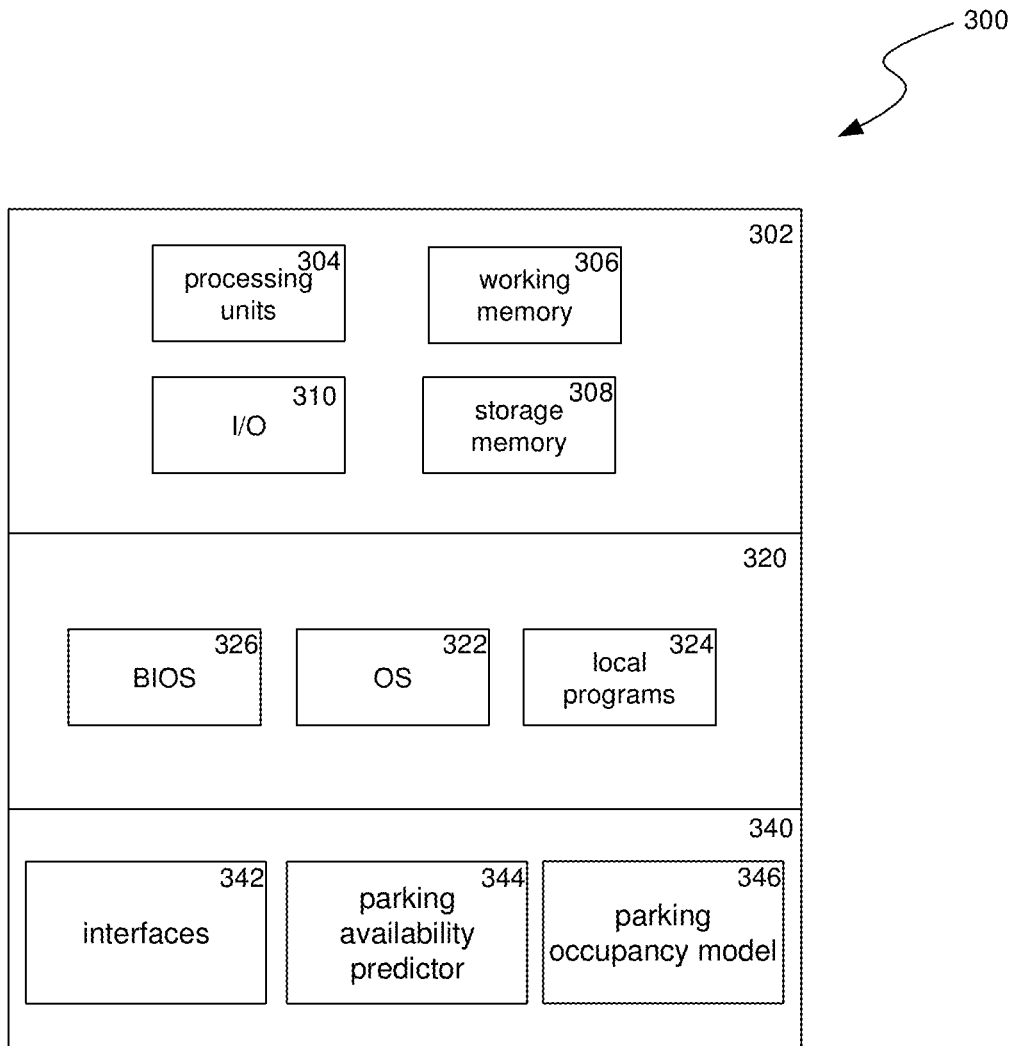 300
302
304
processing
units
306
working
memory
310
I/O
308
storage
memory
320
326
BIOS
322
OS
324
local
programs
340
342
interfaces
344
parking
availability
predictor
346
parking
occupancy model